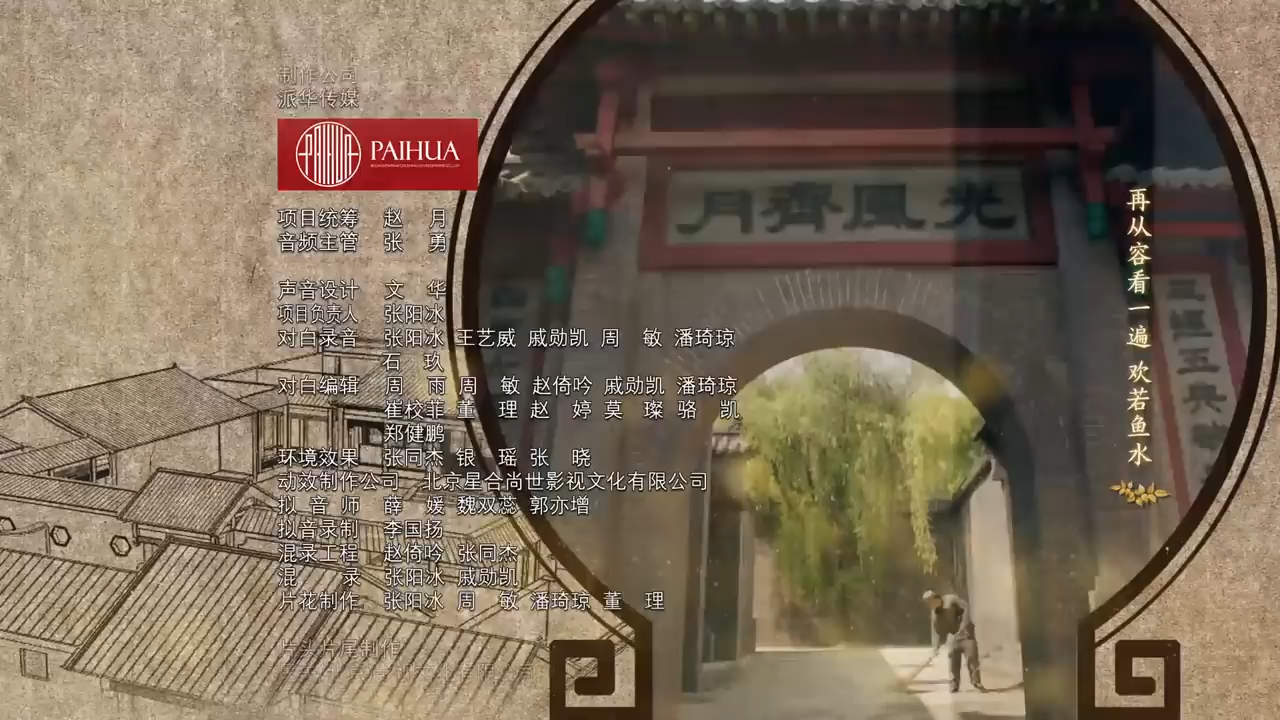 制作公司
派华传媒
PAIHUA
项目统筹 赵 月
音频主管 张 勇
声音设计 文 华
项目负责人 张阳冰
对白录音 张阳冰 王艺威 戚勋凯 周 敏 潘琦琼
石 玖
对白编辑 周 雨 周 敏 赵倚吟 戚勋凯 潘琦琼
崔校菲 董 理 赵 婷 莫 璨 骆 凯
郑健鹏
环境效果 张同杰 银 瑶 张 晓
动效制作公司 北京星合尚世影视文化有限公司
拟 音 师 薛 媛 魏双蕊 郭亦增
拟音录制 李国扬
混录工程 赵倚吟 张同杰
混 录 张阳冰 戚勋凯
片花制作 张阳冰 周 敏 潘琦琼 董 理
片头片尾制作
月齊風光
再从容看一遍 欢若鱼水